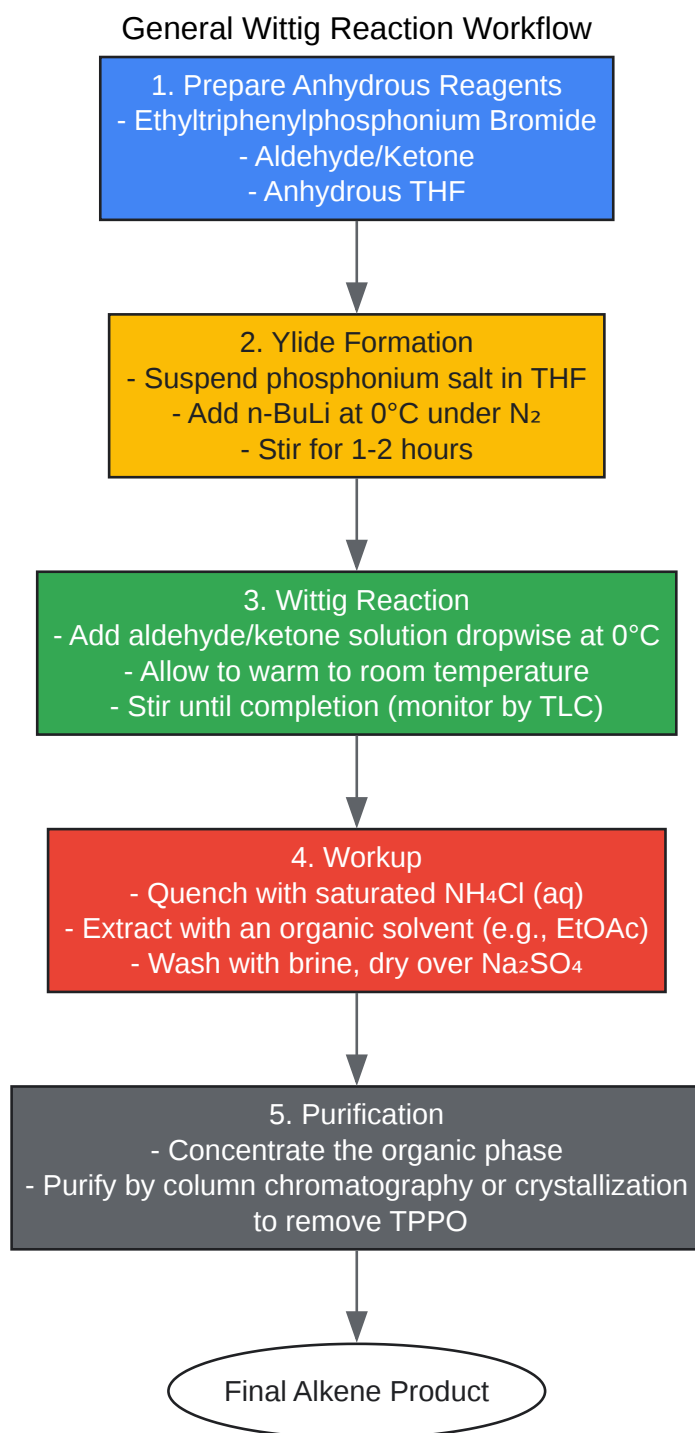 General Wittig Reaction Workflow
1. Prepare Anhydrous Reagents
- Ethyltriphenylphosphonium Bromide
- Aldehyde/Ketone
- Anhydrous THF
2. Ylide Formation
- Suspend phosphonium salt in THF
- Add n-BuLi at 0°C under N₂
- Stir for 1-2 hours
3. Wittig Reaction
- Add aldehyde/ketone solution dropwise at 0°C
- Allow to warm to room temperature
- Stir until completion (monitor by TLC)
4. Workup
- Quench with saturated NH₄Cl (aq)
- Extract with an organic solvent (e.g., EtOAc)
- Wash with brine, dry over Na₂SO₄
5. Purification
- Concentrate the organic phase
- Purify by column chromatography or crystallization
to remove TPPO
Final Alkene Product